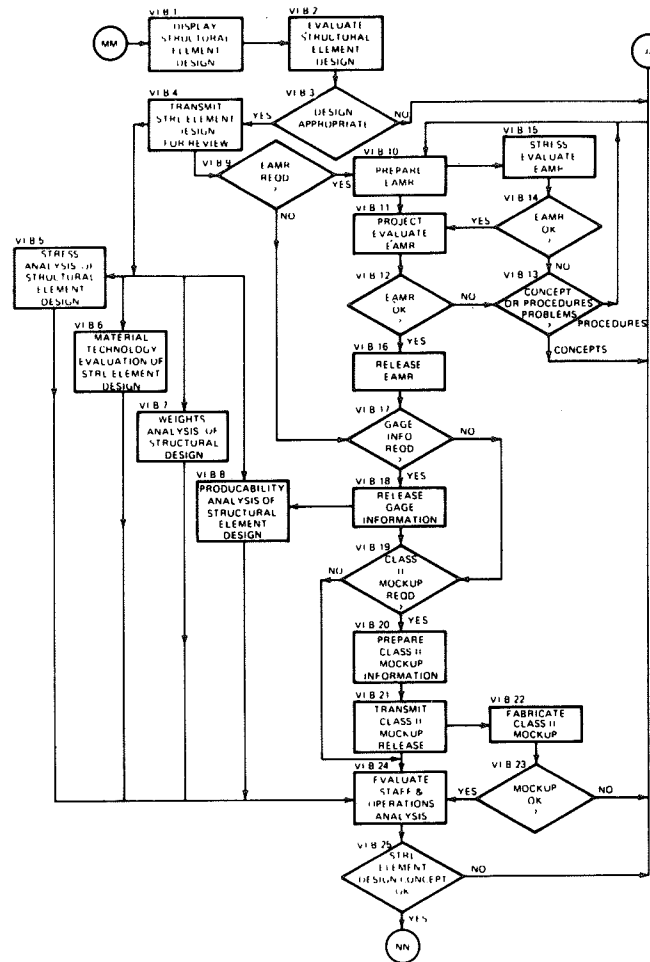 VI B 1
DISPLAY
STRUCTURAL
ELEMENT
DESIGN
VI B 2
EVALUATE
STRUCTURAL
ELEMENT
DESIGN
MM
VI B 3
DESIGN
APPROPRIATE
YES
NO
VI B 4
TRANSMIT
STRL ELEMENT
DESIGN
FOR REVIEW
VI B 9
EAMR
REQD
?
YES
NO
VI B 10
PREPARE
EAMR
VI B 15
STRESS
EVALUATE
EAMR
VI B 11
PROJECT
EVALUATE
EAMR
VI B 14
EAMR
OK
?
YES
NO
VI B 12
EAMR
OK
?
NO
YES
VI B 13
CONCEPT
OR PROCEDURES
PROBLEMS
?
PROCEDURES
CONCEPTS
VI B 5
STRESS
ANALYSIS OF
STRUCTURAL
ELEMENT
DESIGN
VI B 6
MATERIAL
TECHNOLOGY
EVALUATION OF
STRL ELEMENT
DESIGN
VI B 7
WEIGHTS
ANALYSIS OF
STRUCTURAL
DESIGN
VI B 8
PRODUCABILITY
ANALYSIS OF
STRUCTURAL
ELEMENT
DESIGN
VI B 16
RELEASE
EAMR
VI B 17
GAGE
INFO
REQD
?
NO
YES
VI B 18
RELEASE
GAGE
INFORMATION
VI B 19
CLASS
II
MOCKUP
REQD
?
NO
YES
VI B 20
PREPARE
CLASS II
MOCKUP
INFORMATION
VI B 21
TRANSMIT
CLASS II
MOCKUP
RELEASE
VI B 22
FABRICATE
CLASS II
MOCKUP
VI B 23
MOCKUP
OK
?
YES
NO
VI B 24
EVALUATE
STAFF &
OPERATIONS
ANALYSIS
VI B 25
STRL
ELEMENT
DESIGN CONCEPT
OK
NO
YES
NN